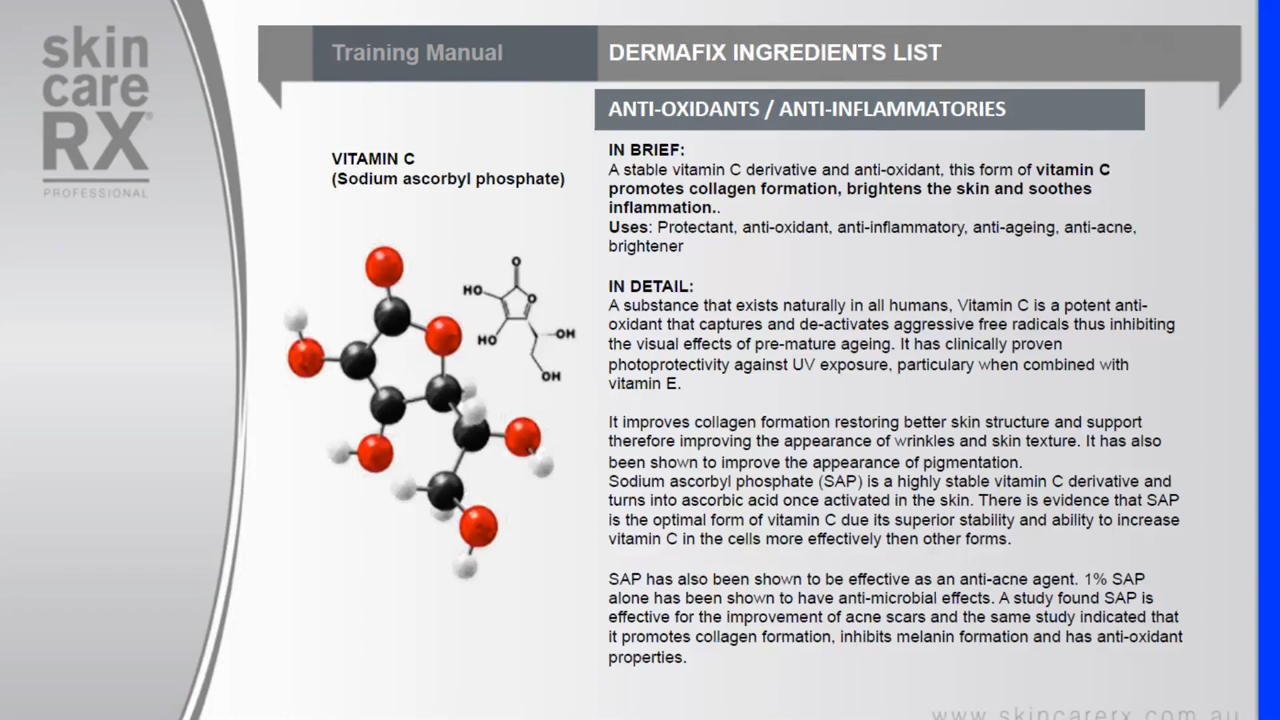 skin
care
RX®
PROFESSIONAL
Training Manual
DERMAFIX INGREDIENTS LIST
ANTI-OXIDANTS / ANTI-INFLAMMATORIES
VITAMIN C
(Sodium ascorbyl phosphate)
O
HO
O
HO
OH
OH
IN BRIEF:
A stable vitamin C derivative and anti-oxidant, this form of vitamin C
promotes collagen formation, brightens the skin and soothes
inflammation..
Uses: Protectant, anti-oxidant, anti-inflammatory, anti-ageing, anti-acne,
brightener
IN DETAIL:
A substance that exists naturally in all humans, Vitamin C is a potent anti-
oxidant that captures and de-activates aggressive free radicals thus inhibiting
the visual effects of pre-mature ageing. It has clinically proven
photoprotectivity against UV exposure, particulary when combined with
vitamin E.
It improves collagen formation restoring better skin structure and support
therefore improving the appearance of wrinkles and skin texture. It has also
been shown to improve the appearance of pigmentation.
Sodium ascorbyl phosphate (SAP) is a highly stable vitamin C derivative and
turns into ascorbic acid once activated in the skin. There is evidence that SAP
is the optimal form of vitamin C due its superior stability and ability to increase
vitamin C in the cells more effectively then other forms.
SAP has also been shown to be effective as an anti-acne agent. 1% SAP
alone has been shown to have anti-microbial effects. A study found SAP is
effective for the improvement of acne scars and the same study indicated that
it promotes collagen formation, inhibits melanin formation and has anti-oxidant
properties.
www.skincarerx.com.au